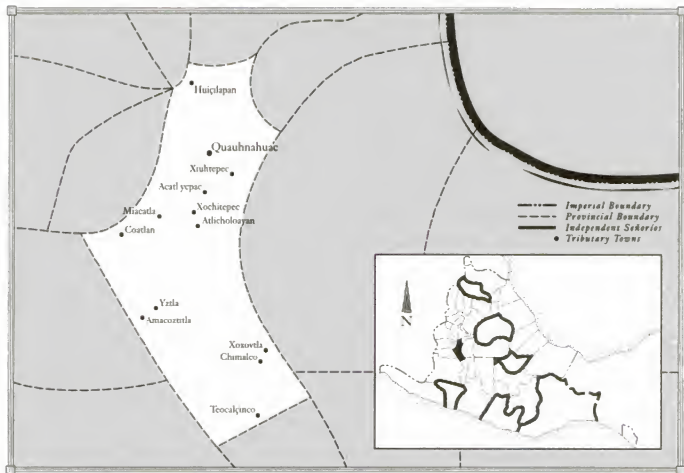 Huiçilapan
Quauhnahuac
Xiuhtepec
Acatl ycpac
Xochitepec
Miacatla
Atlicholoayan
Coatlan
Imperial Boundary
Provincial Boundary
Independent Señoríos
Tributary Towns
N
Yztla
Amacoztitla
Xoxovtla
Chimalco
Teocalçinco